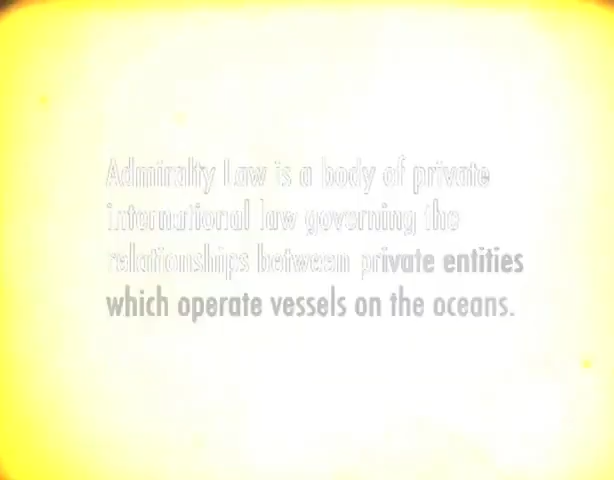 Admiralty Law is a body of private
international law governing the
relationships between private entities
which operate vessels on the oceans.